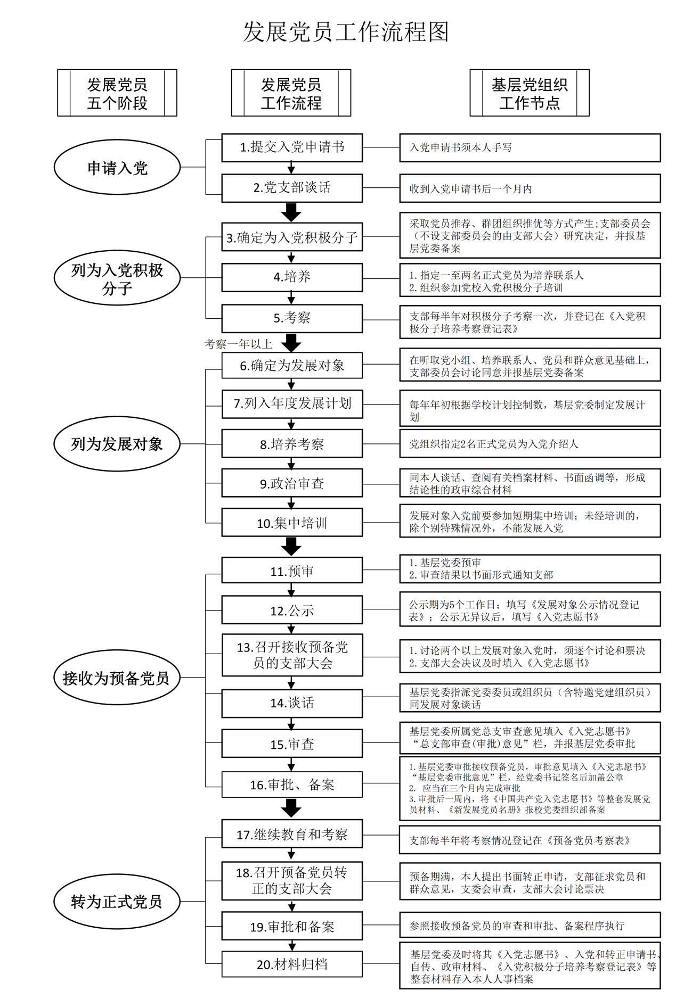 发展党员工作流程图
发展党员
五个阶段
发展党员
工作流程
基层党组织
工作节点
申请入党
1.提交入党申请书
入党申请书须本人手写
2.党支部谈话
收到入党申请书后一个月内
列为入党积极
分子
3.确定为入党积极分子
采取党员推荐、群团组织推优等方式产生;支部委员会
（不设支部委员会的由支部大会）研究决定，并报基
层党委备案
4.培养
1.指定一至两名正式党员为培养联系人
2.组织参加党校入党积极分子培训
5.考察
支部每半年对积极分子考察一次，并登记在《入党积
极分子培养考察登记表》
考察一年以上
列为发展对象
6.确定为发展对象
在听取党小组、培养联系人、党员和群众意见基础上，
支部委员会讨论同意并报基层党委备案
7.列入年度发展计划
每年年初根据学校计划控制数，基层党委制定发展计
划
8.培养考察
党组织指定2名正式党员为入党介绍人
9.政治审查
同本人谈话、查阅有关档案材料、书面函调等，形成
结论性的政审综合材料
10.集中培训
发展对象入党前要参加短期集中培训；未经培训的，
除个别特殊情况外，不能发展入党
接收为预备党员
11.预审
1.基层党委预审
2.审查结果以书面形式通知支部
12.公示
公示期为5个工作日；填写《发展对象公示情况登记
表》；公示无异议后，填写《入党志愿书》
13.召开接收预备党
员的支部大会
1.讨论两个以上发展对象入党时，须逐个讨论和票决
2.支部大会决议及时填入《入党志愿书》
14.谈话
基层党委指派党委委员或组织员（含特邀党建组织员）
同发展对象谈话
15.审查
基层党委所属党总支审查意见填入《入党志愿书》
“总支部审查(审批)意见”栏，并报基层党委审批
16.审批、备案
1.基层党委审批接收预备党员，审批意见填入《入党志愿书》
“基层党委审批意见”栏，经党委书记签名后加盖公章
2. 应当在三个月内完成审批
3.审批后一周内，将《中国共产党入党志愿书》等整套发展党
员材料、《新发展党员名册》报校党委组织部备案
转为正式党员
17.继续教育和考察
支部每半年将考察情况登记在《预备党员考察表》
18.召开预备党员转
正的支部大会
预备期满，本人提出书面转正申请，支部征求党员和
群众意见，支委会审查，支部大会讨论票决
19.审批和备案
参照接收预备党员的审查和审批、备案程序执行
20.材料归档
基层党委及时将其《入党志愿书》、入党和转正申请书、
自传、政审材料、《入党积极分子培养考察登记表》等
整套材料存入本人人事档案